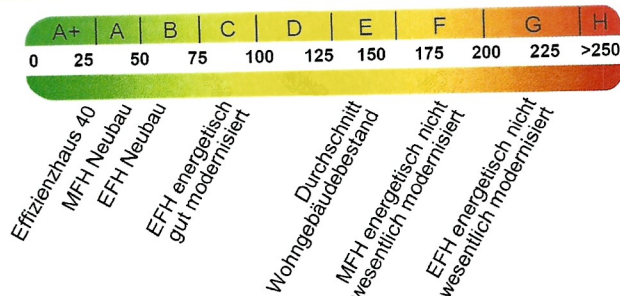 A+ A B C D E F G H
0 25 50 75 100 125 150 175 200 225 >250
Effizienzhaus 40
MFH Neubau
EFH Neubau
EFH energetisch
gut modernisiert
Durchschnitt
Wohngebäudebestand
MFH energetisch nicht
wesentlich modernisiert
EFH energetisch nicht
wesentlich modernisiert